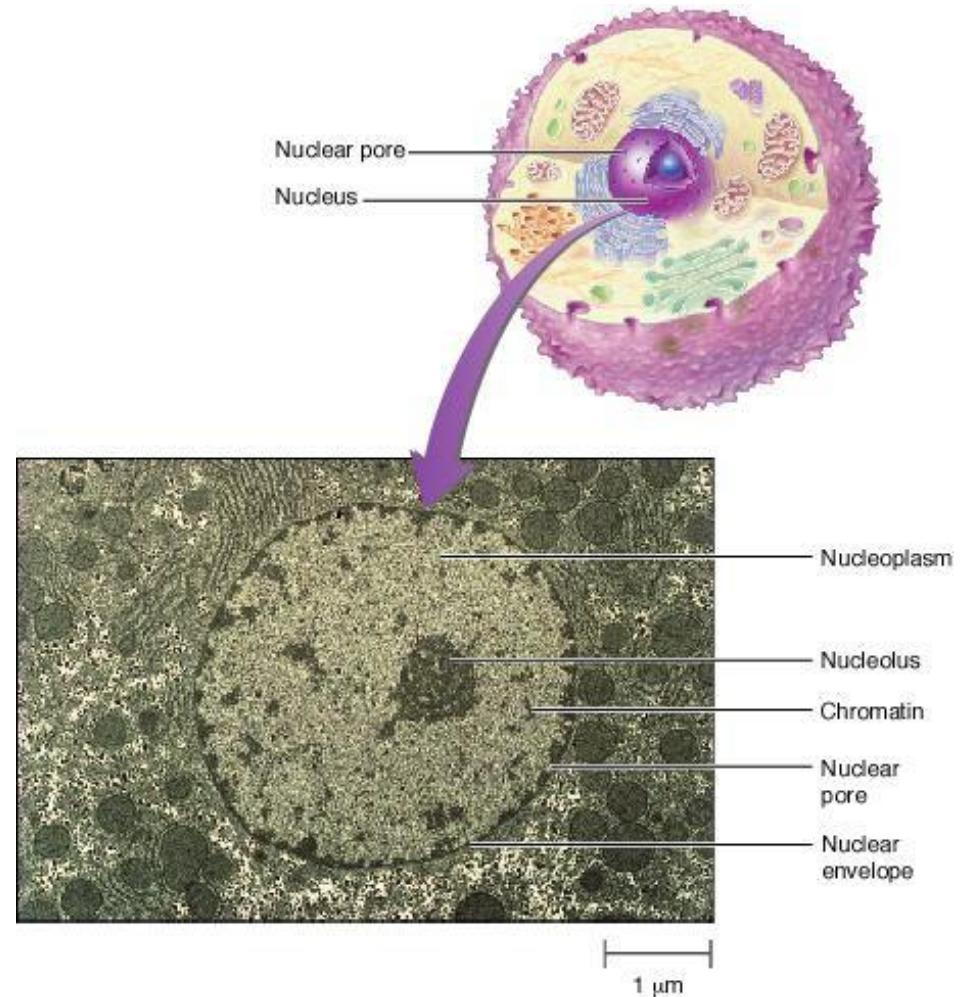 Nuclear pore
Nucleus
Nucleoplasm
Nucleolus
Chromatin
Nuclear
pore
Nuclear
envelope
1 μm